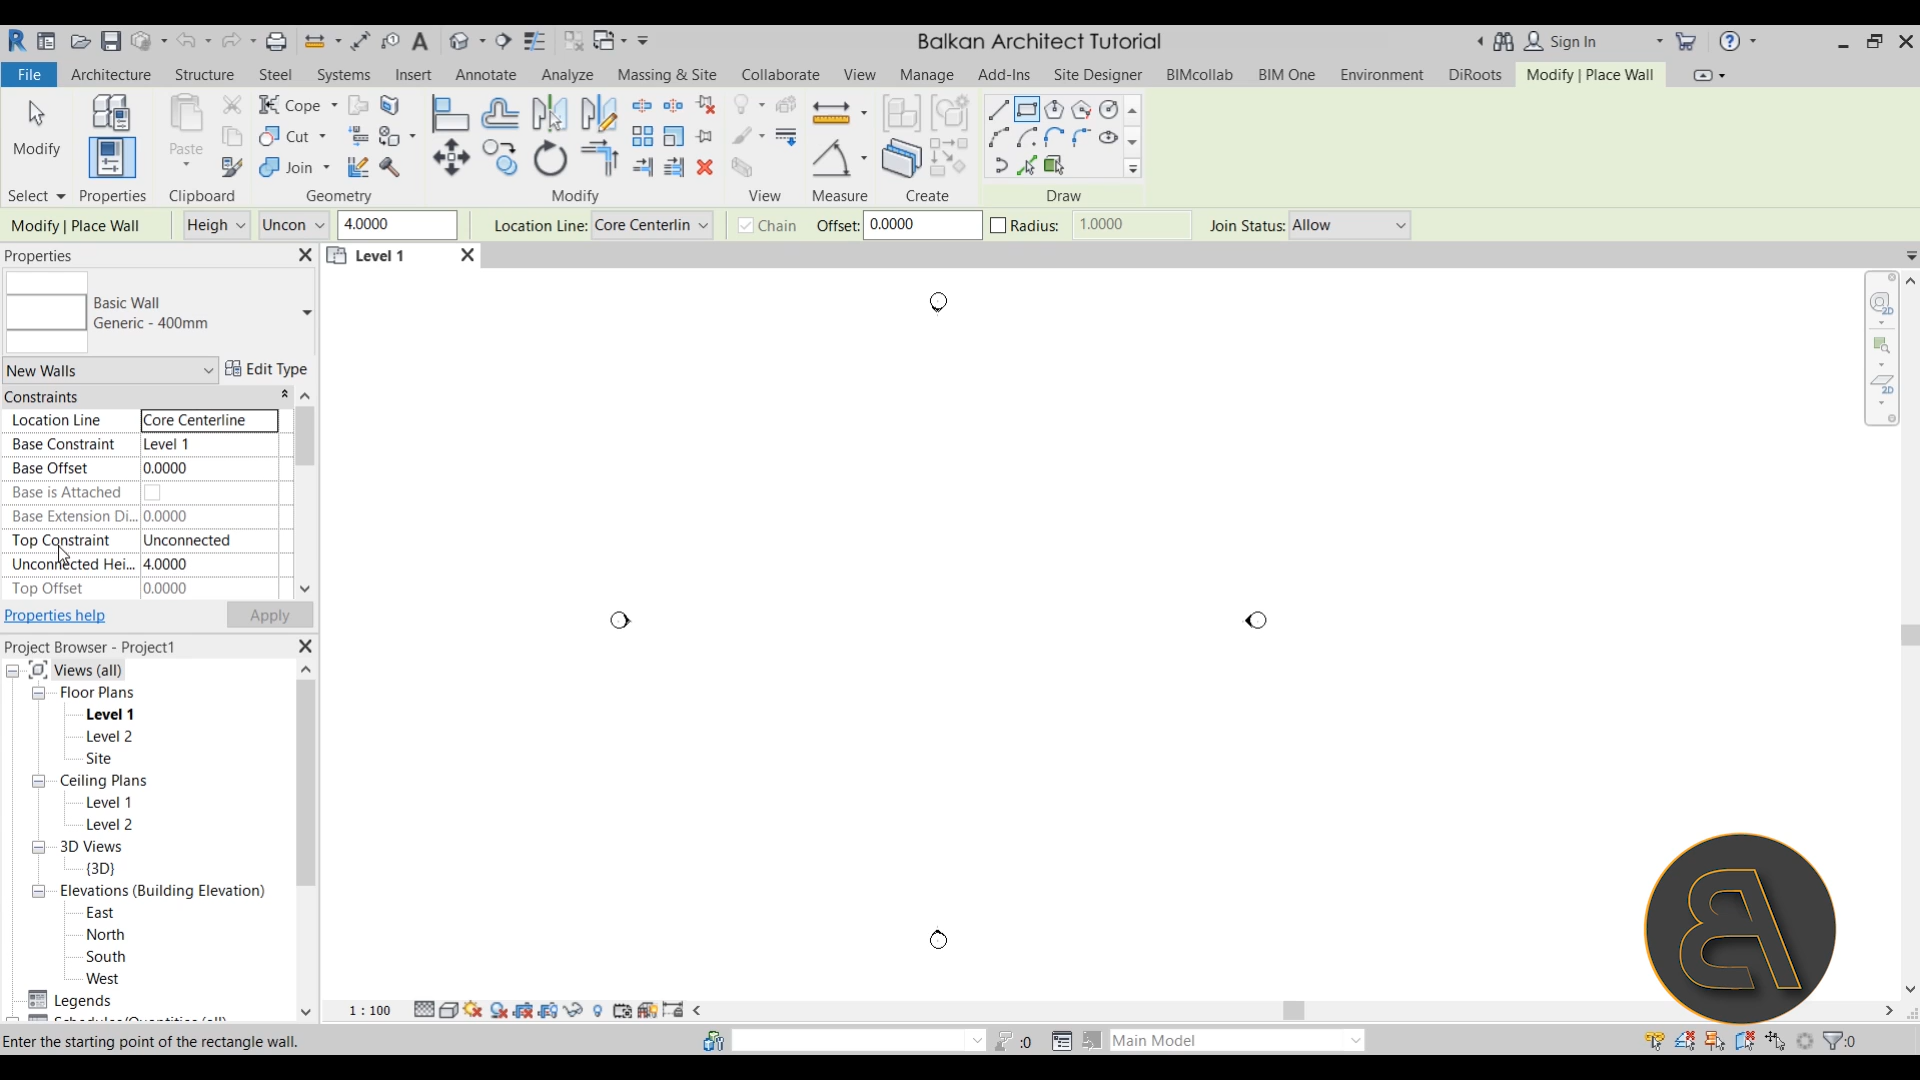 Balkan Architect Tutorial
Sign In
File Architecture Structure Steel Systems Insert Annotate Analyze Massing & Site Collaborate View Manage Add-Ins Site Designer BIMcollab BIM One Environment DiRoots Modify | Place Wall
Modify
Paste
Cope
Cut
Join
Select Properties Clipboard Geometry Modify View Measure Create Draw
Modify | Place Wall Heigh Uncon 4.0000 Location Line: Core Centerlin Chain Offset: 0.0000 Radius: 1.0000 Join Status: Allow
Properties
Level 1
Basic Wall
Generic - 400mm
New Walls Edit Type
Constraints
Location Line Core Centerline
Base Constraint Level 1
Base Offset 0.0000
Base is Attached
Base Extension Di... 0.0000
Top Constraint Unconnected
Unconnected Hei... 4.0000
Top Offset 0.0000
Properties help Apply
Project Browser - Project1
Views (all)
Floor Plans
Level 1
Level 2
Site
Ceiling Plans
Level 1
Level 2
3D Views
{3D}
Elevations (Building Elevation)
East
North
South
West
Legends
1 : 100
Enter the starting point of the rectangle wall.
:0
Main Model
:0
2D
2D